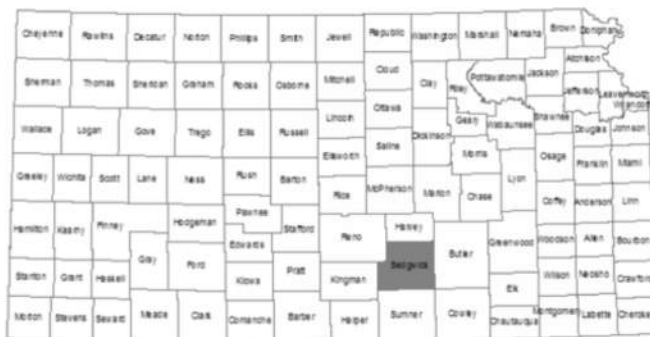 Cheyenne Rawlins Decatur Norton Phillips Smith Jewell Republic Washington Marshall Nemaha Brown Doniphan
Atchison
Sherman Thomas Sheridan Graham Rooks Osborne Mitchell Cloud Clay Riley Pottawatomie Jackson Jefferson Leavenworth
Wallace Logan Gove Trego Ellis Russell Lincoln Ottawa Dickinson Geary Wabaunsee Shawnee Douglas Johnson
Ellsworth Saline Morris Osage Franklin Miami
Greeley Wichita Scott Lane Ness Rush Barton Rice McPherson Marion Chase Lyon Coffey Anderson Linn
Hamilton Kearny Finney Hodgeman Pawnee Stafford Reno Harvey Butler Greenwood Woodson Allen Bourbon
Gray Ford Edwards Sedgwick
Stanton Grant Haskell Kiowa Pratt Kingman Elk Wilson Neosho Crawford
Morton Stevens Seward Meade Clark Comanche Barber Harper Sumner Cowley Chautauqua Montgomery Labette Cherokee